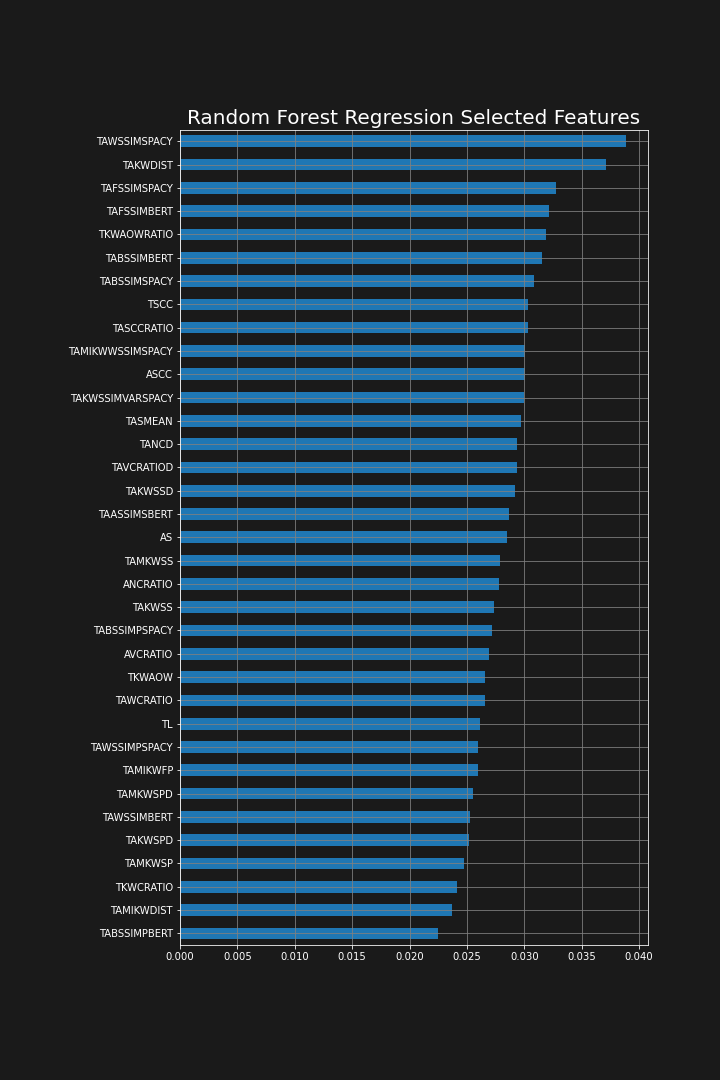 Random Forest Regression Selected Features
TAWSSIMSPACY
TAKWDIST
TAFSSIMSPACY
TAFSSIMBERT
TKWAOWRATIO
TABSSIMBERT
TABSSIMSPACY
TSCC
TASCCRATIO
TAMIKWWSSIMSPACY
ASCC
TAKWSSIMVARSPACY
TASMEAN
TANCD
TAVCRATIOD
TAKWSSD
TAASSIMSBERT
AS
TAMKWSS
ANCRATIO
TAKWSS
TABSSIMPSPACY
AVCRATIO
TKWAOW
TAWCRATIO
TL
TAWSSIMPSPACY
TAMIKWFP
TAMKWSPD
TAWSSIMBERT
TAKWSPD
TAMKWSP
TKWCRATIO
TAMIKWDIST
TABSSIMPBERT
0.000 0.005 0.010 0.015 0.020 0.025 0.030 0.035 0.040